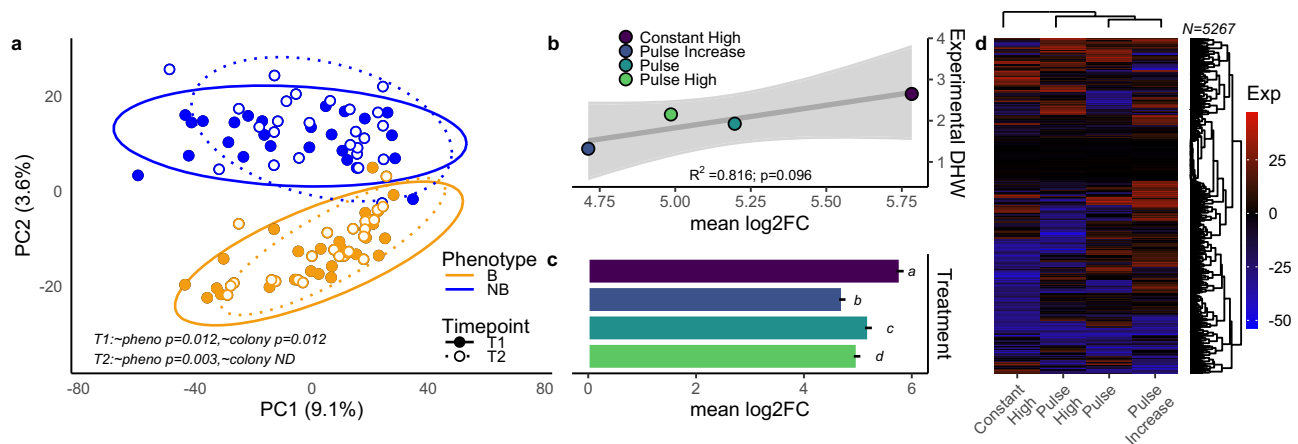 a
20
0
-20
PC2 (3.6%)
-80
-40
0
40
80
PC1 (9.1%)
Phenotype
B
NB
Timepoint
T1
T2
T1:~pheno p=0.012,~colony p=0.012
T2:~pheno p=0.003,~colony ND
b
Constant High
Pulse Increase
Pulse
Pulse High
4
3
2
1
Experimental DHW
R2 =0.816; p=0.096
4.75
5.00
5.25
5.50
5.75
mean log2FC
c
a
b
c
d
Treatment
0
2
4
6
mean log2FC
d
N=5267
Exp
25
0
-25
-50
Constant
High
Pulse
High
Pulse
Pulse
Increase